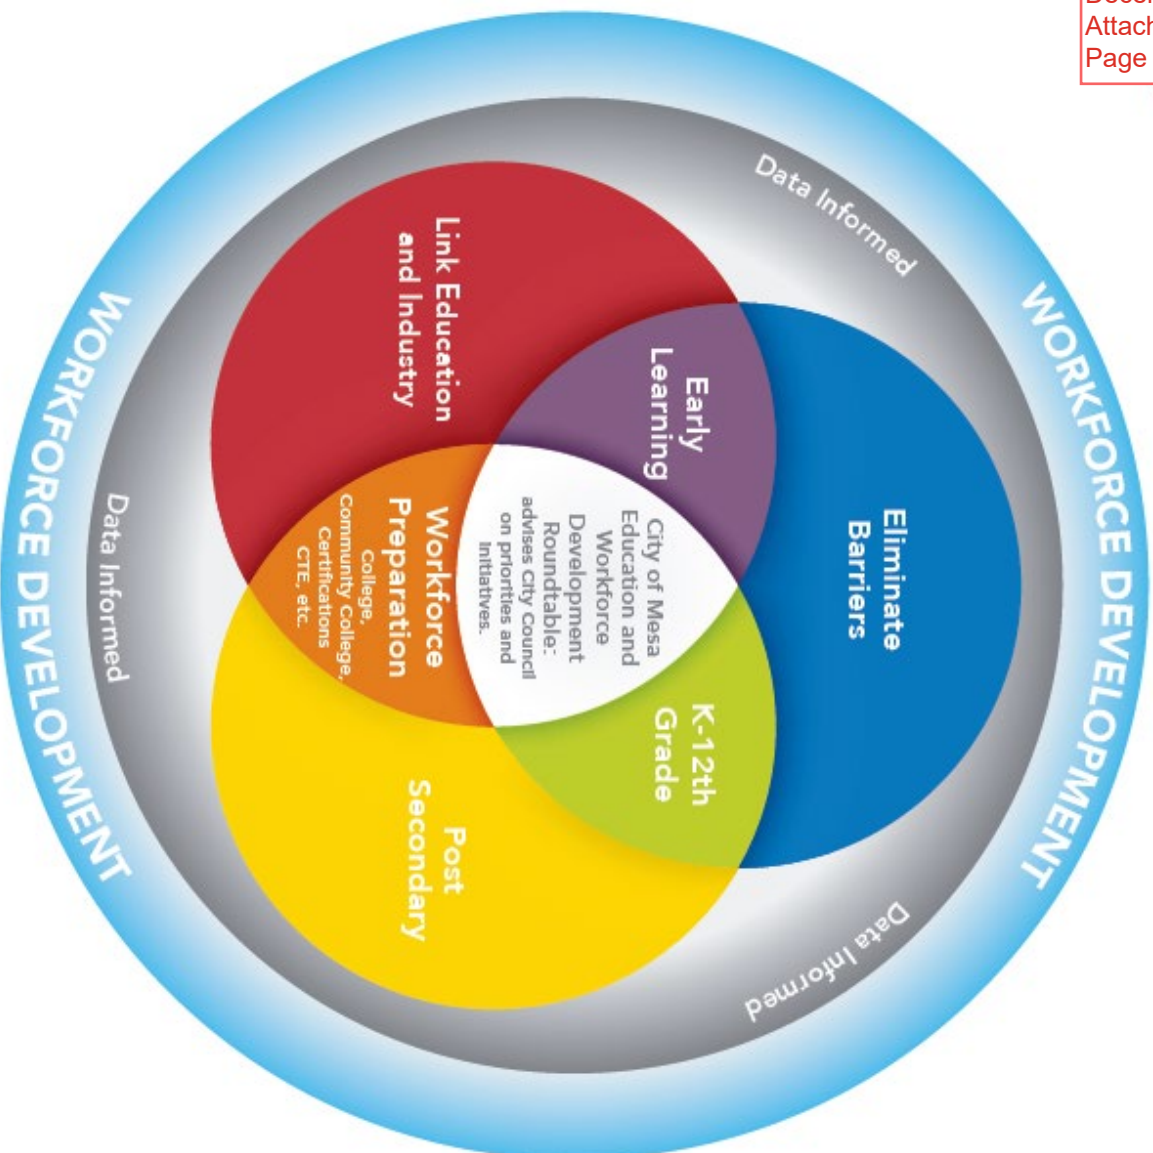 Attach
Page
WORKFORCE DEVELOPMENT
Data Informed
Data Informed
Eliminate
Barriers
Early
Learning
K-12th
Grade
City of Mesa
Education and
Workforce
Development
Roundtable:
advises City Council
on priorities and
initiatives.
Link Education
and Industry
Workforce
Preparation
College,
Community College,
Certifications
CTE, etc.
Post
Secondary
Data Informed
WORKFORCE DEVELOPMENT